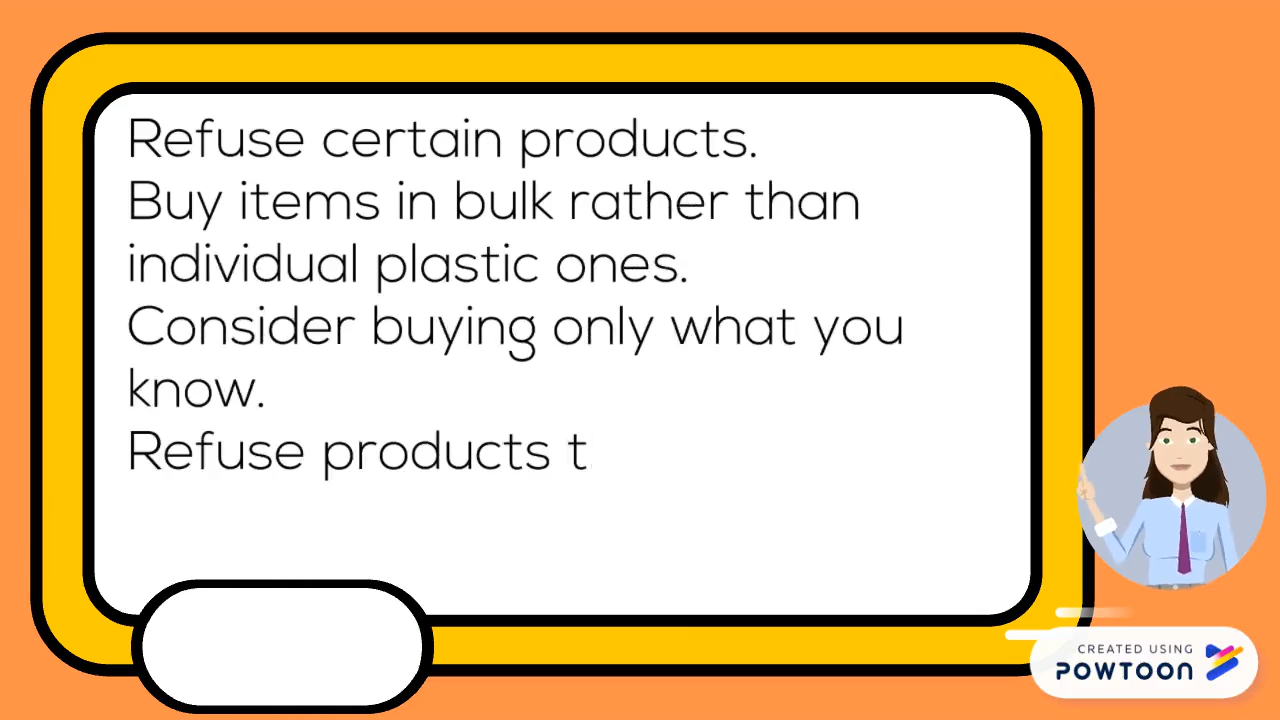 Refuse certain products.
Buy items in bulk rather than
individual plastic ones.
Consider buying only what you
know.
Refuse products t
CREATED USING
POWTOON